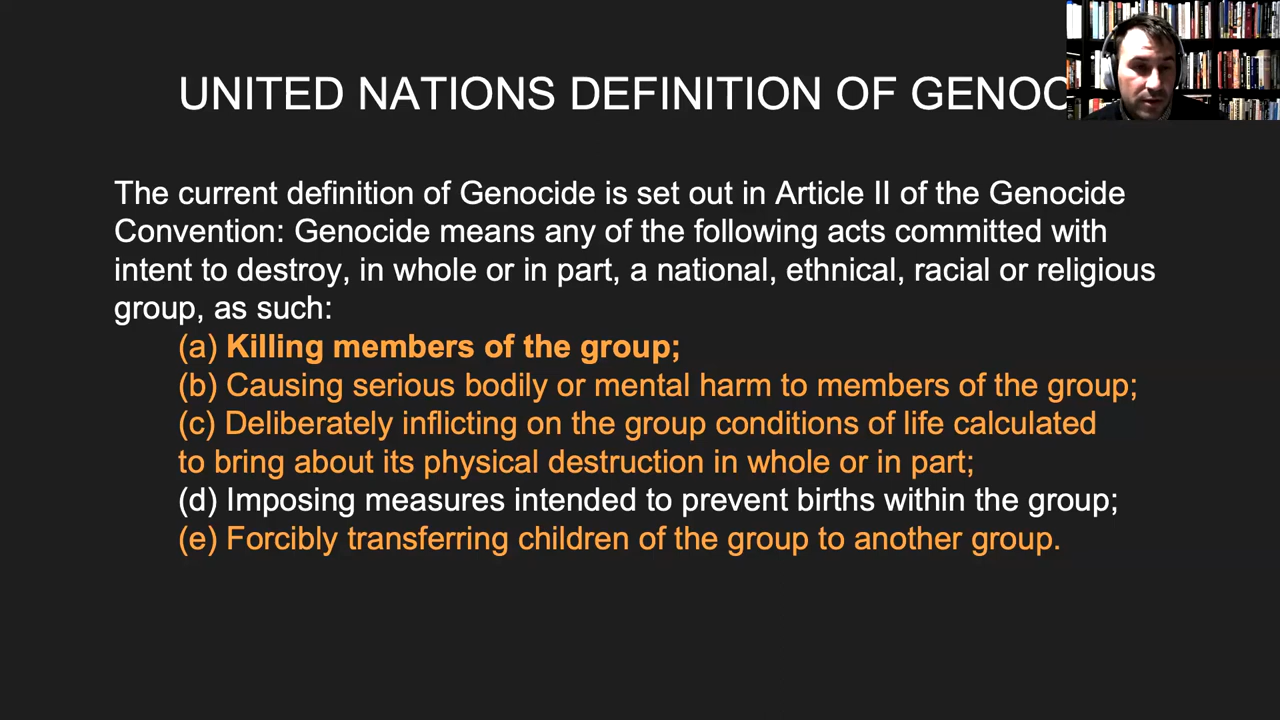 UNITED NATIONS DEFINITION OF GENOC
The current definition of Genocide is set out in Article II of the Genocide
Convention: Genocide means any of the following acts committed with
intent to destroy, in whole or in part, a national, ethnical, racial or religious
group, as such:
(a) Killing members of the group;
(b) Causing serious bodily or mental harm to members of the group;
(c) Deliberately inflicting on the group conditions of life calculated
to bring about its physical destruction in whole or in part;
(d) Imposing measures intended to prevent births within the group;
(e) Forcibly transferring children of the group to another group.